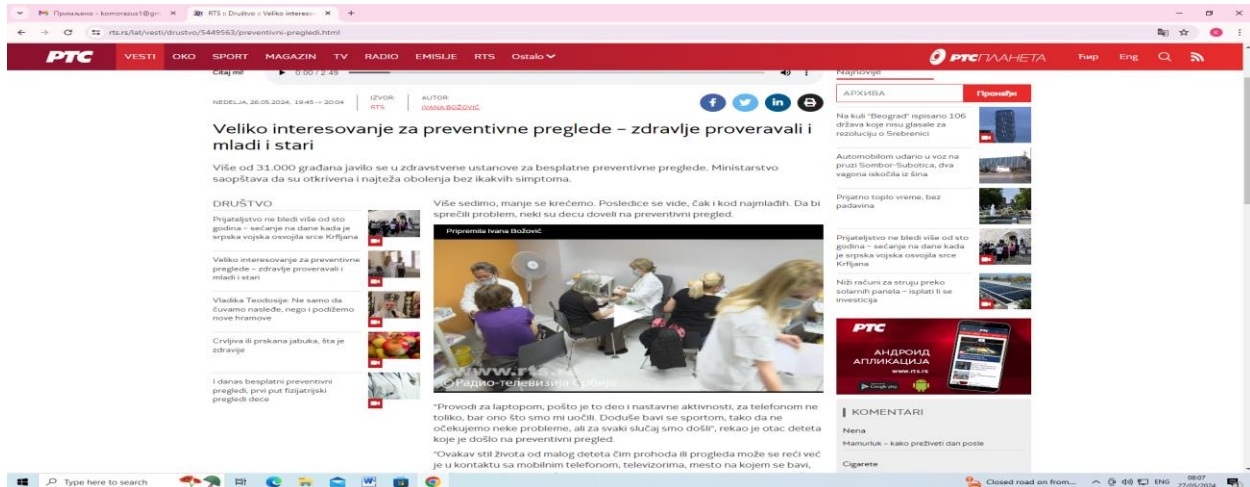 Примљено - komorazus1@gm
RTS :: Društvo :: Veliko interesov
rts.rs/lat/vesti/drustvo/5449563/preventivni-pregledi.html
РТС VESTI OKO SPORT MAGAZIN TV RADIO EMISIJE RTS Ostalo
РТС ПЛАНЕТА Ћир Eng
Čitaj mi!
0:00 / 2:49
NEDELJA, 26.05.2024, 19:45 -> 20:04
IZVOR:
RTS
AUTOR:
IVANA BOŽOVIĆ
Veliko interesovanje za preventivne preglede – zdravlje proveravali i
mladi i stari
Više od 31.000 građana javilo se u zdravstvene ustanove za besplatne preventivne preglede. Ministarstvo
saopštava da su otkrivena i najteža obolenja bez ikakvih simptoma.
DRUŠTVO
Prijateljstvo ne bledi više od sto
godina – sećanje na dane kada je
srpska vojska osvojila srce Krfljana
Veliko interesovanje za preventivne
preglede – zdravlje proveravali i
mladi i stari
Vladika Teodosije: Ne samo da
čuvamo nasleđe, nego i podižemo
nove hramove
Crvljiva ili prskana jabuka, šta je
zdravije
I danas besplatni preventivni
pregledi, prvi put fizijatrijski
pregledi dece
Više sedimo, manje se krećemo. Posledice se vide, čak i kod najmlađih. Da bi
sprečili problem, neki su decu doveli na preventivni pregled.
Pripremila Ivana Božović
www.rts.rs
©Радио-телевизија Србије
"Provodi za laptopom, pošto je to deo i nastavne aktivnosti, za telefonom ne
toliko, bar ono što smo mi uočili. Doduše bavi se sportom, tako da ne
očekujemo neke probleme, ali za svaki slučaj smo došli", rekao je otac deteta
koje je došlo na preventivni pregled.
"Ovakav stil života od malog deteta čim prohoda ili progleda može se reći već
je u kontaktu sa mobilnim telefonom, televizorima, mesto na kojem se bavi,
Najnovije
АРХИВА
Пронађи
Na kuli "Beograd" ispisano 106
država koje nisu glasale za
rezoluciju o Srebrenici
Automobilom udario u voz na
pruzi Sombor-Subotica, dva
vagona iskočila iz šina
Prijatno toplo vreme, bez
padavina
Prijateljstvo ne bledi više od sto
godina – sećanje na dane kada
je srpska vojska osvojila srce
Krfljana
Niži računi za struju preko
solarnih panela – isplati li se
investicija
РТС
АНДРОИД
АПЛИКАЦИЈА
www.rts.rs
Google play
KOMENTARI
Nena
Mamurluk – kako preživeti dan posle
Cigarete
Type here to search
Closed road on from...
ENG
08:07
27/05/2024